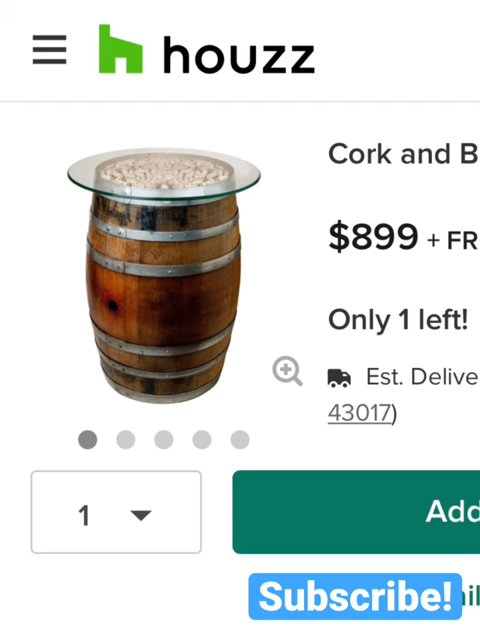 houzz
Cork and B
$899 + FR
Only 1 left!
Est. Delive
43017)
1
Add
Subscribe!